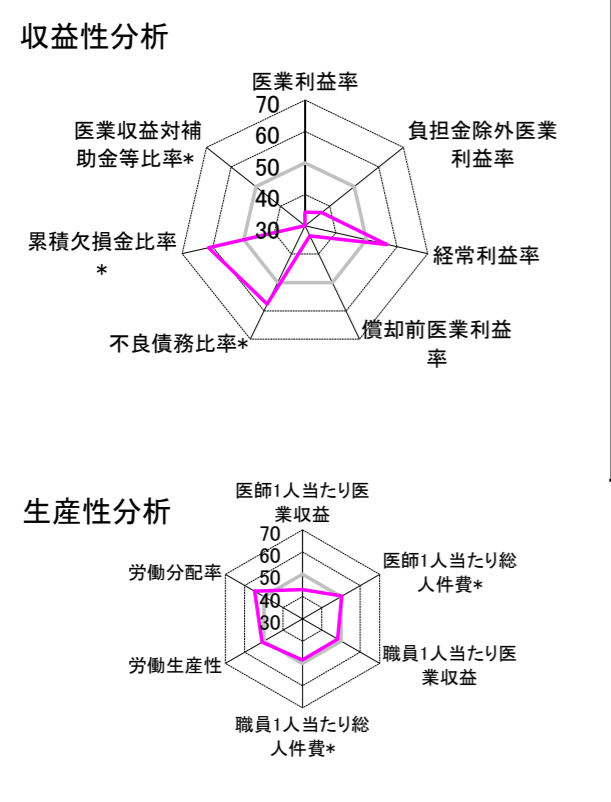 収益性分析
医業利益率
70
60
50
40
30
負担金除外医業
利益率
経常利益率
償却前医業利益
率
不良債務比率*
累積欠損金比率
*
医業収益対補
助金等比率*
生産性分析
医師1人当たり医
業収益
70
60
50
40
30
医師1人当たり総
人件費*
職員1人当たり医
業収益
職員1人当たり総
人件費*
労働生産性
労働分配率